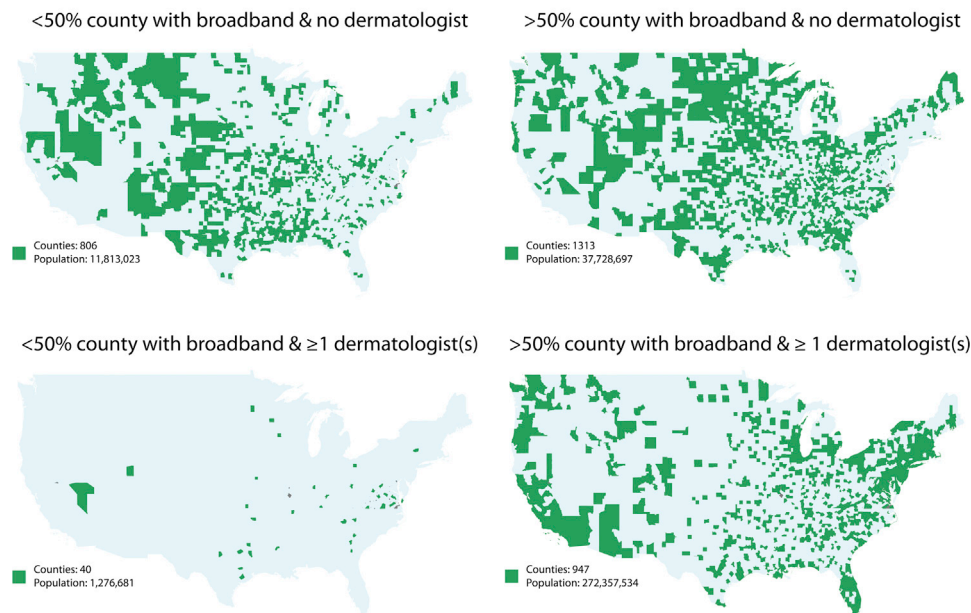 <50% county with broadband & no dermatologist
Counties: 806
Population: 11,813,023
>50% county with broadband & no dermatologist
Counties: 1313
Population: 37,728,697
<50% county with broadband & ≥1 dermatologist(s)
Counties: 40
Population: 1,276,681
>50% county with broadband & ≥ 1 dermatologist(s)
Counties: 947
Population: 272,357,534